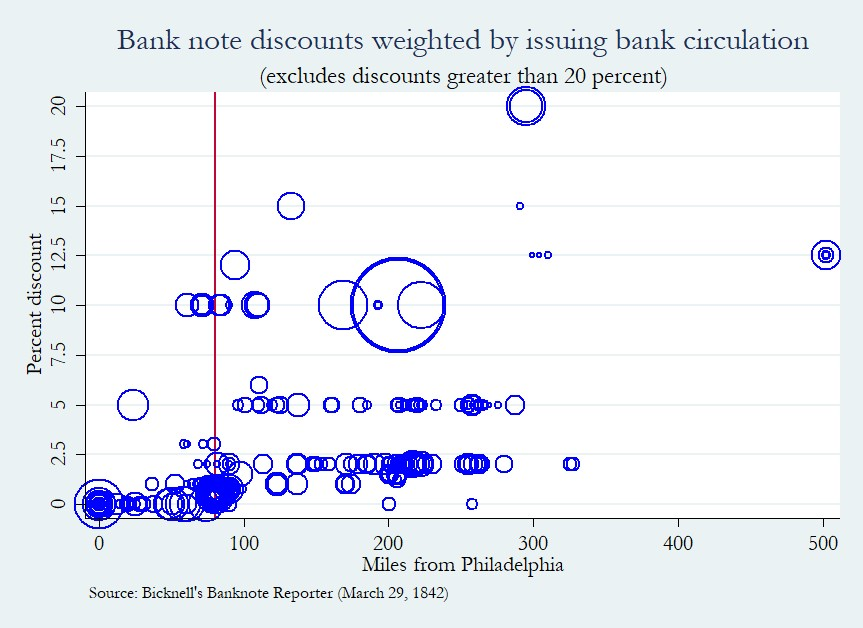 Bank note discounts weighted by issuing bank circulation
(excludes discounts greater than 20 percent)
Percent discount
20
17.5
15
12.5
10
7.5
5
2.5
0
0 100 200 300 400 500
Miles from Philadelphia
Source: Bicknell's Banknote Reporter (March 29, 1842)